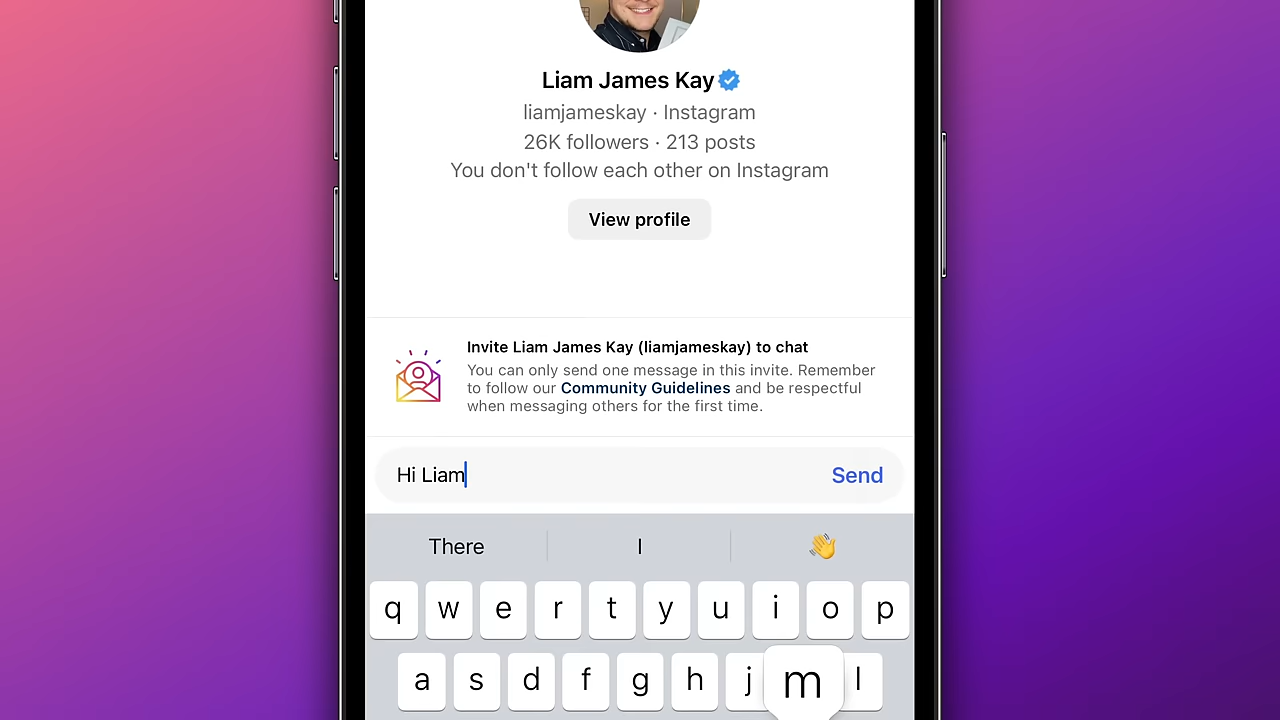 Liam James Kay
liamjameskay · Instagram
26K followers · 213 posts
You don't follow each other on Instagram
View profile
Invite Liam James Kay (liamjameskay) to chat
You can only send one message in this invite. Remember
to follow our Community Guidelines and be respectful
when messaging others for the first time.
Hi Liam
Send
There
I
👋
q w e r t y u i o p
a s d f g h j m l